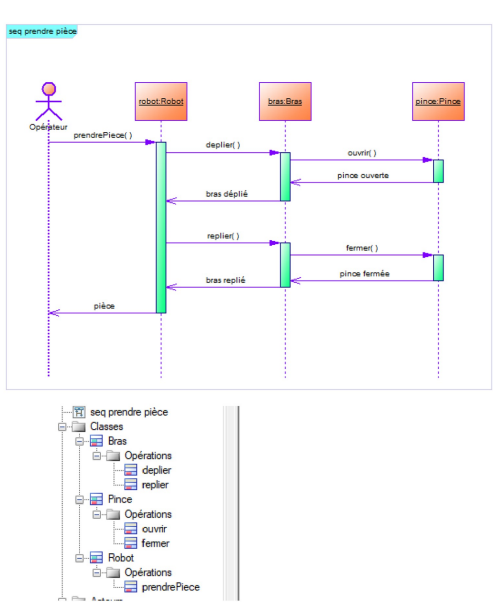 seq prendre pièce
robot:Robot
bras:Bras
pince:Pince
Opérateur
prendrePiece( )
deplier( )
ouvrir( )
pince ouverte
bras déplié
replier( )
fermer( )
pince fermée
bras replié
pièce
seq prendre pièce
Classes
Bras
Opérations
deplier
replier
Pince
Opérations
ouvrir
fermer
Robot
Opérations
prendrePiece